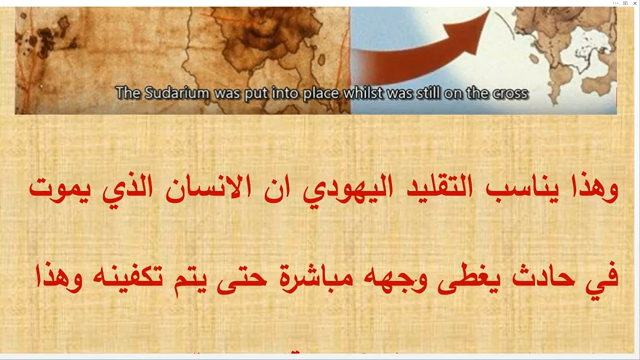 The Sudarium was put into place whilst was still on the cross
وهذا يناسب التقليد اليهودي ان الانسان الذي يموت
في حادث يغطى وجهه مباشرة حتى يتم تكفينه وهذا